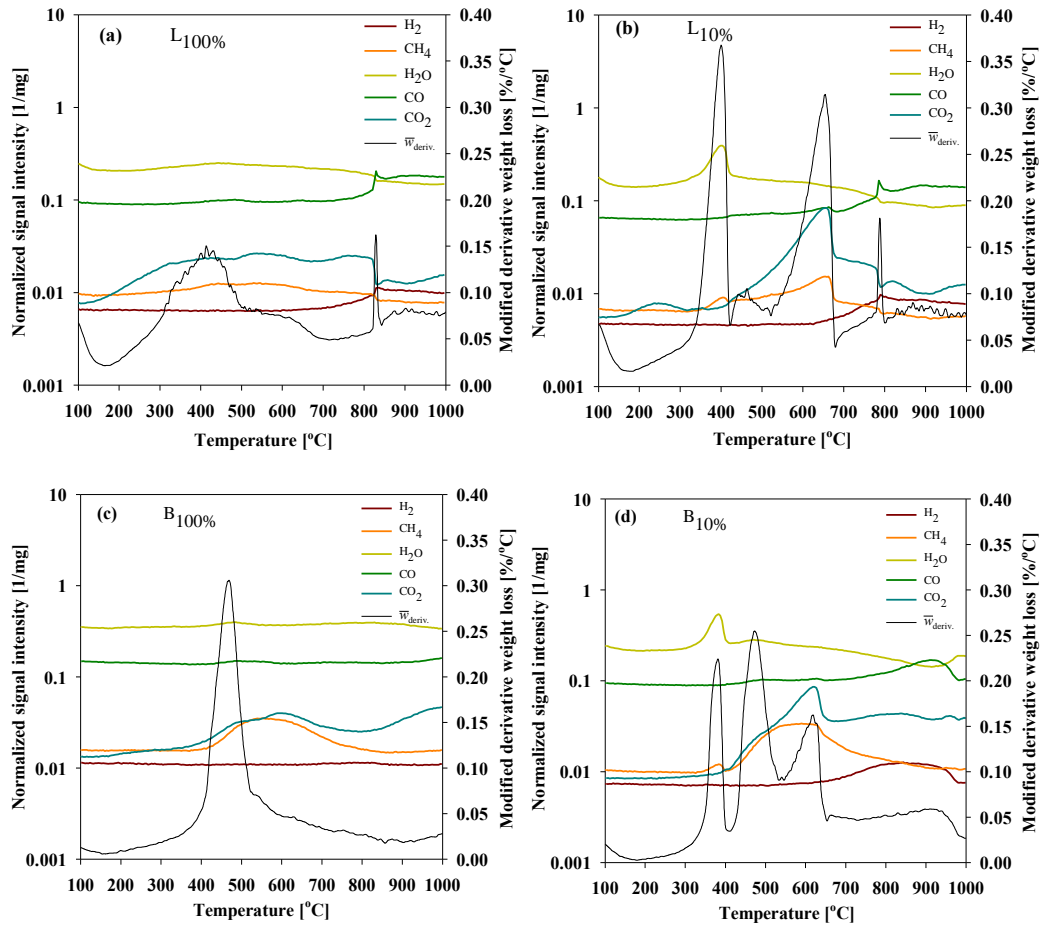 (a) L100%
H2
CH4
H2O
CO
CO2
w̅deriv.
10
1
0.1
0.01
0.001
0.40
0.35
0.30
0.25
0.20
0.15
0.10
0.05
0.00
100 200 300 400 500 600 700 800 900 1000
Temperature [oC]
Normalized signal intensity [1/mg]
Modified derivative weight loss [%/oC]
(b) L10%
H2
CH4
H2O
CO
CO2
w̅deriv.
10
1
0.1
0.01
0.001
0.40
0.35
0.30
0.25
0.20
0.15
0.10
0.05
0.00
100 200 300 400 500 600 700 800 900 1000
Temperature [oC]
Normalized signal intensity [1/mg]
Modified derivative weight loss [%/oC]
(c) B100%
H2
CH4
H2O
CO
CO2
w̅deriv.
10
1
0.1
0.01
0.001
0.40
0.35
0.30
0.25
0.20
0.15
0.10
0.05
0.00
100 200 300 400 500 600 700 800 900 1000
Temperature [oC]
Normalized signal intensity [1/mg]
Modified derivative weight loss [%/oC]
(d) B10%
H2
CH4
H2O
CO
CO2
w̅deriv.
10
1
0.1
0.01
0.001
0.40
0.35
0.30
0.25
0.20
0.15
0.10
0.05
0.00
100 200 300 400 500 600 700 800 900 1000
Temperature [oC]
Normalized signal intensity [1/mg]
Modified derivative weight loss [%/oC]